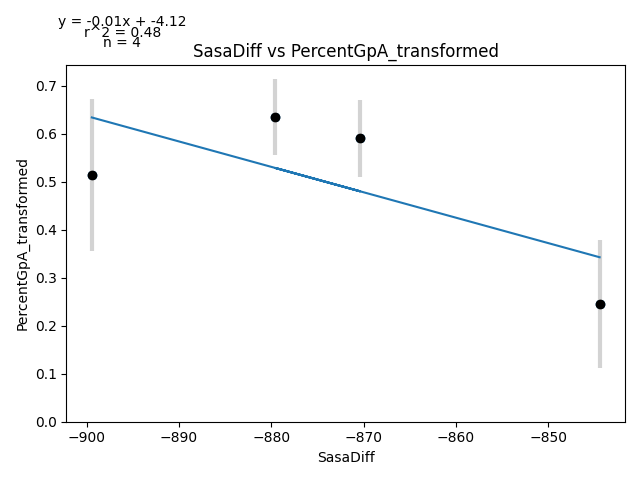 y = -0.01x + -4.12
r^2 = 0.48
n = 4
SasaDiff vs PercentGpA_transformed
PercentGpA_transformed
0.7
0.6
0.5
0.4
0.3
0.2
0.1
0.0
−900 −890 −880 −870 −860 −850
SasaDiff